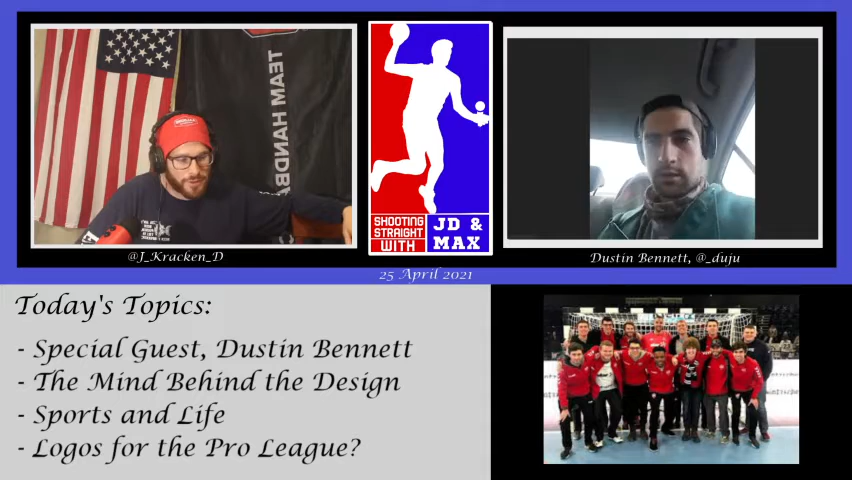 TEAM HANDB
SHOOTING
STRAIGHT
WITH
JD &
MAX
@J_Kracken_D
Dustin Bennett, @_duju
25 April 2021
Today's Topics:
- Special Guest, Dustin Bennett
- The Mind Behind the Design
- Sports and Life
- Logos for the Pro League?